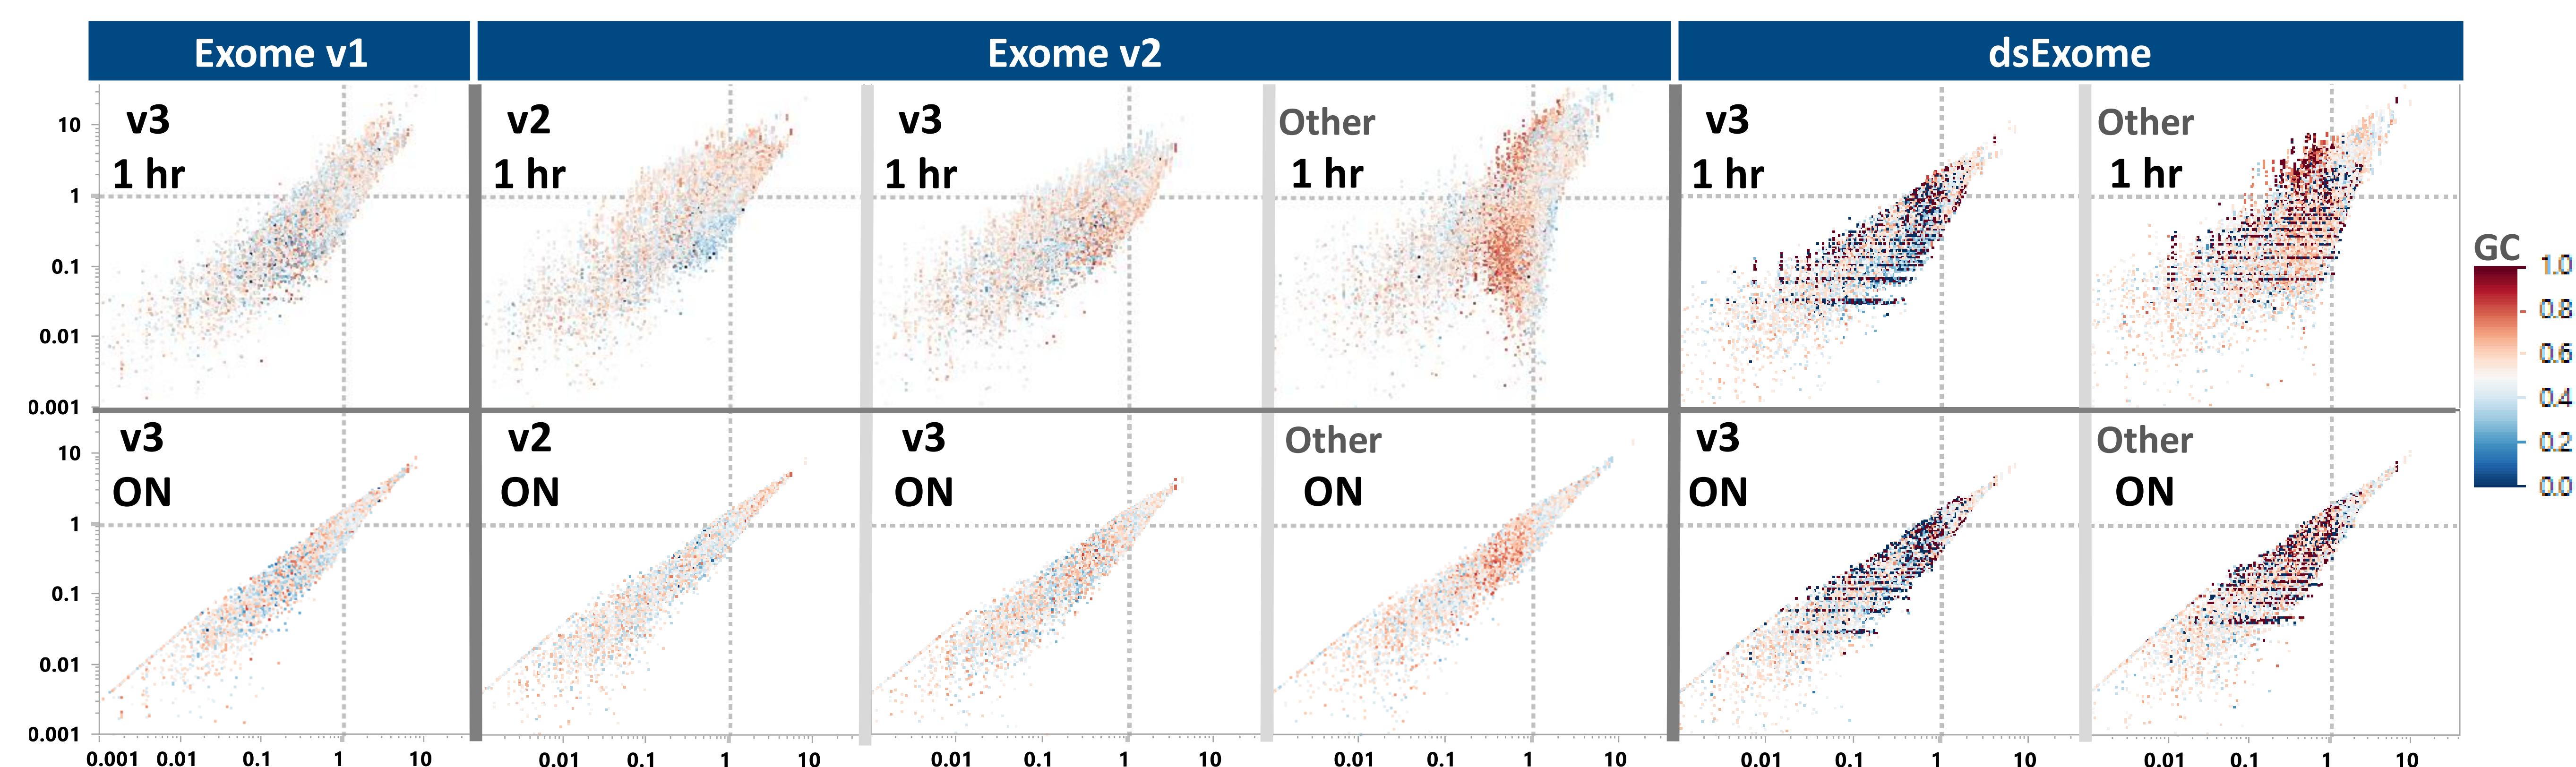 Exome v1
Exome v2
dsExome
v3
1 hr
v2
1 hr
v3
1 hr
Other
1 hr
v3
1 hr
Other
1 hr
10
1
0.1
0.01
0.001
GC
1.0
0.8
0.6
0.4
0.2
0.0
v3
ON
v2
ON
v3
ON
Other
ON
v3
ON
Other
ON
10
1
0.1
0.01
0.001
0.001 0.01 0.1 1 10
0.01 0.1 1 10
0.01 0.1 1 10
0.01 0.1 1 10
0.01 0.1 1 10
0.01 0.1 1 10